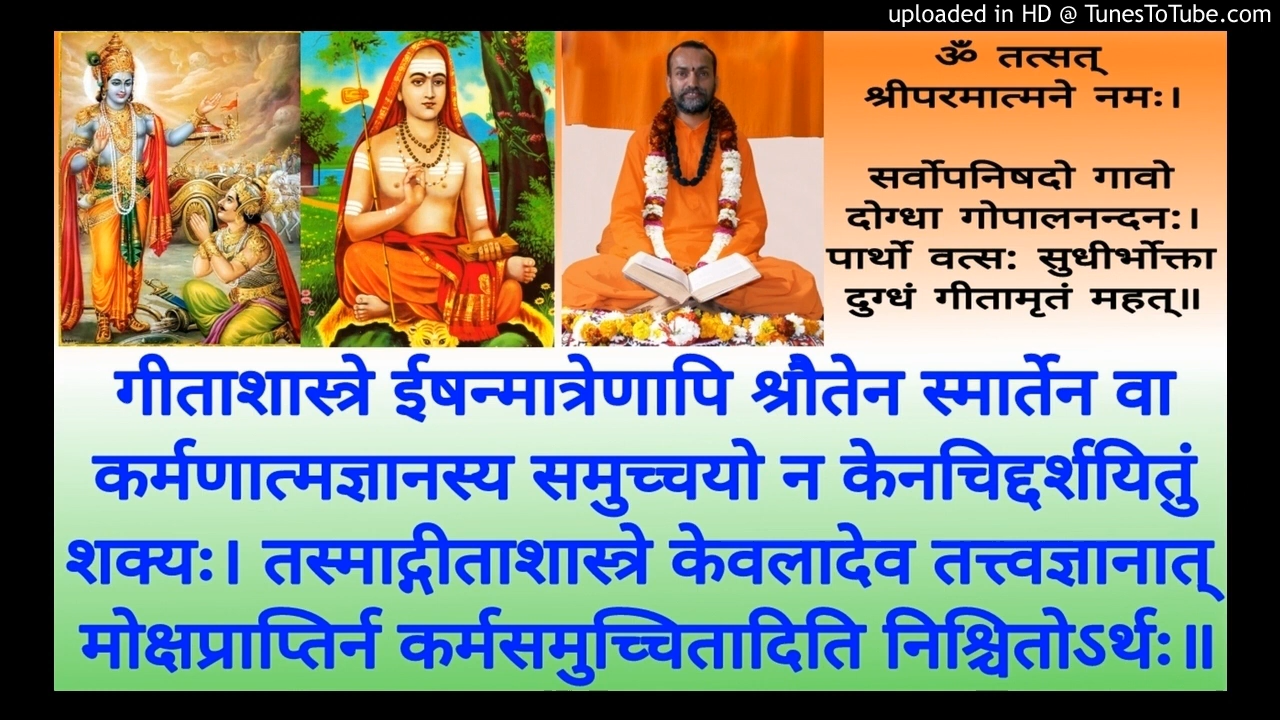 uploaded in HD @ TunesToTube.com
ॐ तत्सत्
श्रीपरमात्मने नमः।
सर्वोपनिषदो गावो
दोग्धा गोपालनन्दनः।
पार्थो वत्सः सुधीर्भोक्ता
दुग्धं गीतामृतं महत्॥
गीताशास्त्रे ईषन्मात्रेणापि श्रौतेन स्मार्तेन वा
कर्मणात्मज्ञानस्य समुच्चयो न केनचिद्दर्शयितुं
शक्यः। तस्माद्गीताशास्त्रे केवलादेव तत्त्वज्ञानात्
मोक्षप्राप्तिर्न कर्मसमुच्चितादिति निश्चितोऽर्थः॥